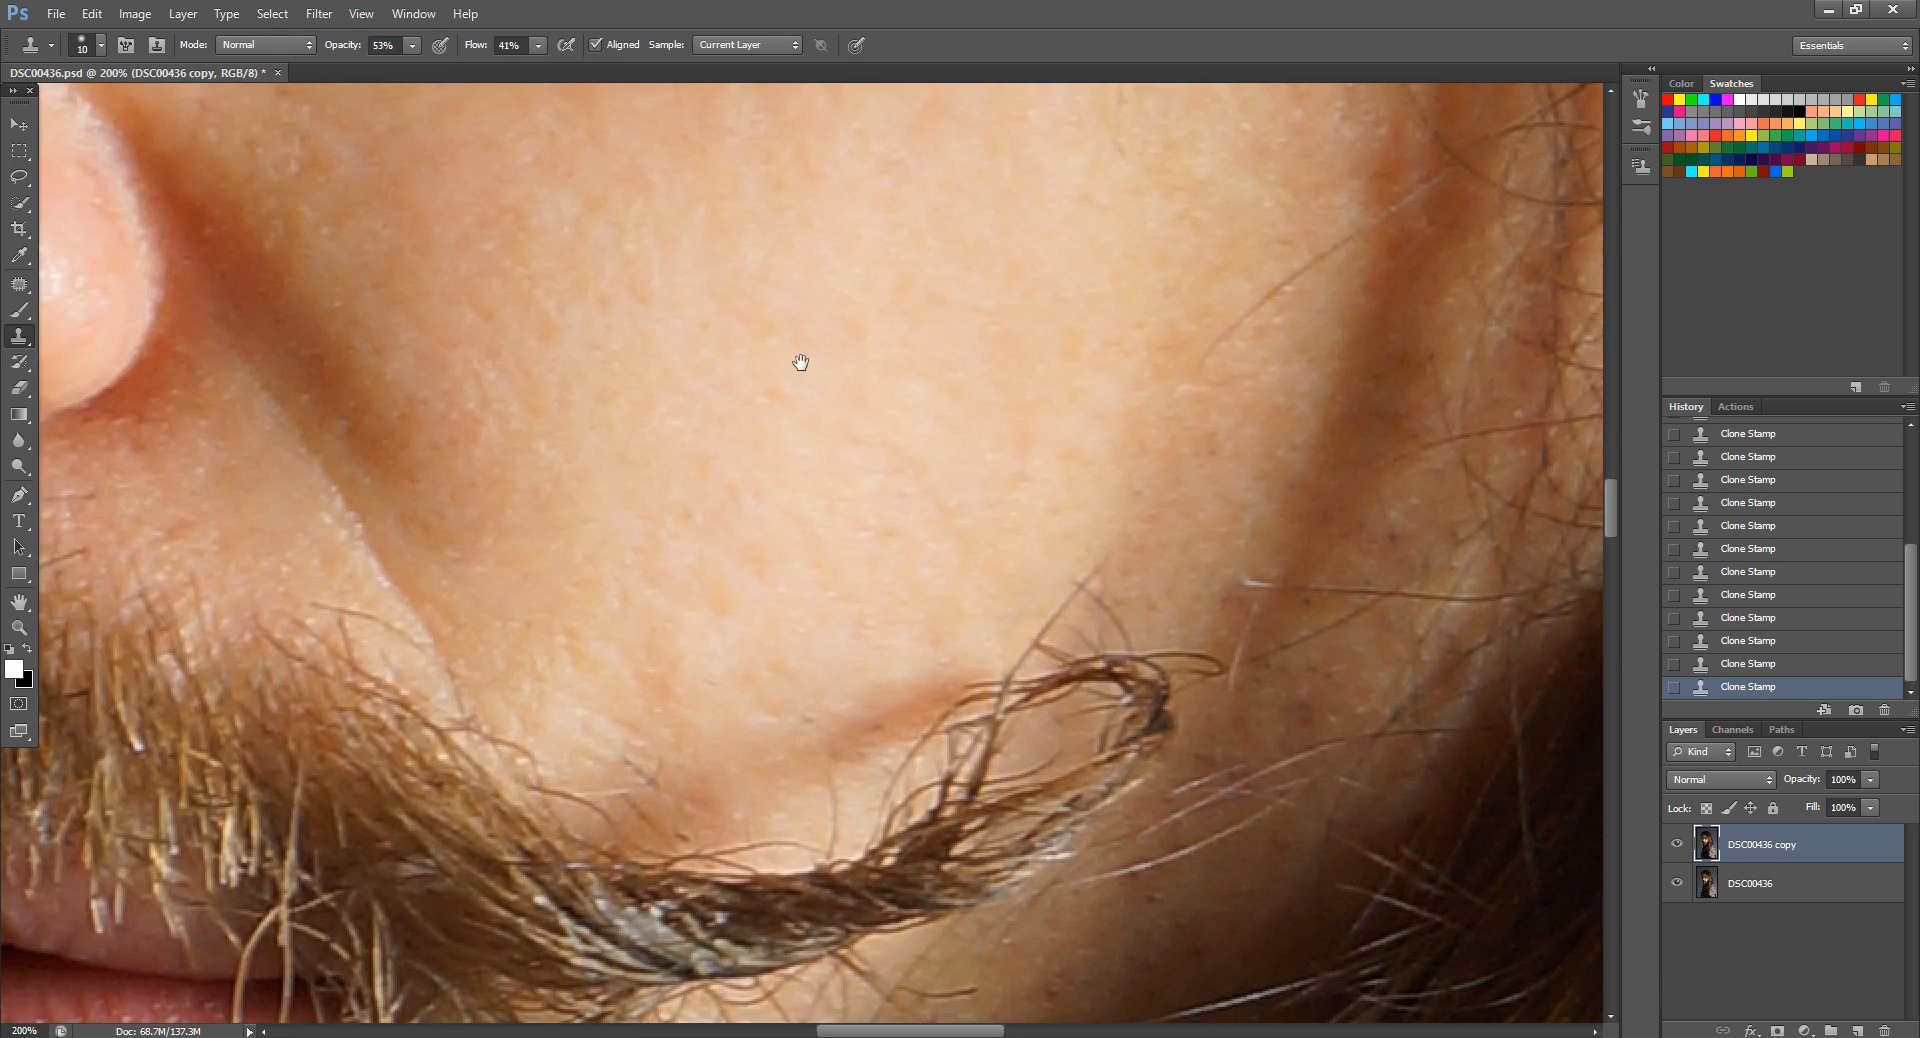 Ps File Edit Image Layer Type Select Filter View Window Help
10 Mode: Normal Opacity: 53% Flow: 41% Aligned Sample: Current Layer Essentials
DSC00436.psd @ 200% (DSC00436 copy, RGB/8) * ×
Color Swatches
History Actions
Clone Stamp
Clone Stamp
Clone Stamp
Clone Stamp
Clone Stamp
Clone Stamp
Clone Stamp
Clone Stamp
Clone Stamp
Clone Stamp
Clone Stamp
Clone Stamp
Layers Channels Paths
Kind
Normal Opacity: 100%
Lock: Fill: 100%
DSC00436 copy
DSC00436
200% Doc: 68.7M/137.3M